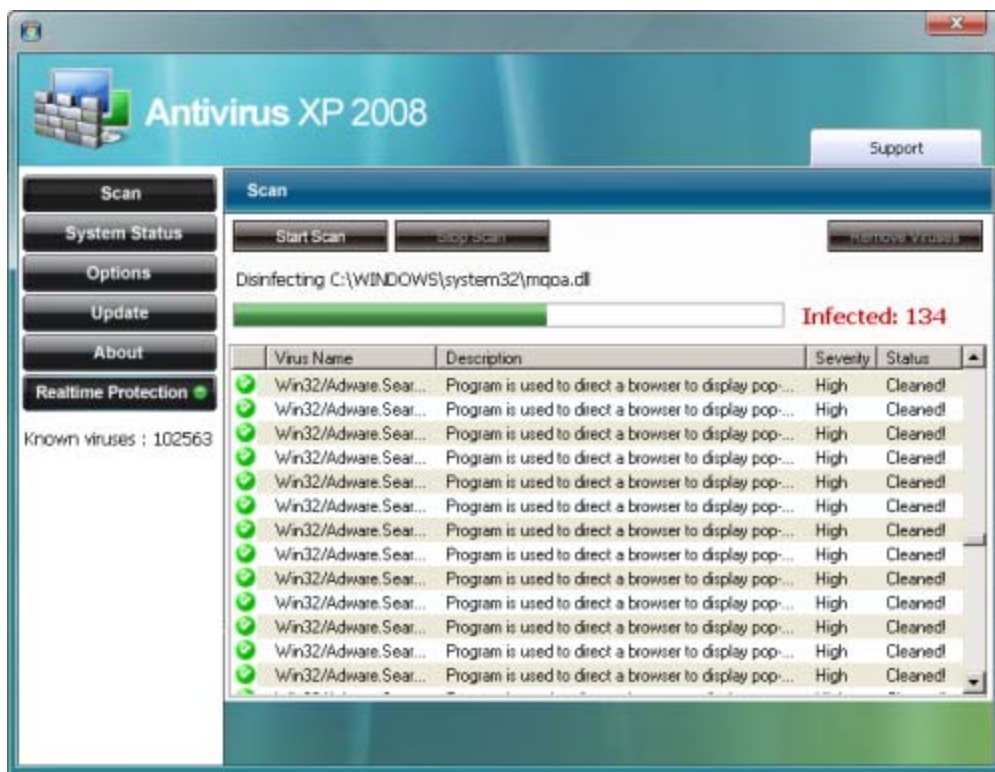 Antivirus XP 2008
Support
Scan
System Status
Options
Update
About
Realtime Protection
Known viruses : 102563
Scan
Start Scan
Stop Scan
Remove Viruses
Disinfecting C:\WINDOWS\system32\mqoa.dll
Infected: 134
Virus Name Description Severity Status
Win32/Adware.Sear... Program is used to direct a browser to display pop-... High Cleaned!
Win32/Adware.Sear... Program is used to direct a browser to display pop-... High Cleaned!
Win32/Adware.Sear... Program is used to direct a browser to display pop-... High Cleaned!
Win32/Adware.Sear... Program is used to direct a browser to display pop-... High Cleaned!
Win32/Adware.Sear... Program is used to direct a browser to display pop-... High Cleaned!
Win32/Adware.Sear... Program is used to direct a browser to display pop-... High Cleaned!
Win32/Adware.Sear... Program is used to direct a browser to display pop-... High Cleaned!
Win32/Adware.Sear... Program is used to direct a browser to display pop-... High Cleaned!
Win32/Adware.Sear... Program is used to direct a browser to display pop-... High Cleaned!
Win32/Adware.Sear... Program is used to direct a browser to display pop-... High Cleaned!
Win32/Adware.Sear... Program is used to direct a browser to display pop-... High Cleaned!
Win32/Adware.Sear... Program is used to direct a browser to display pop-... High Cleaned!
Win32/Adware.Sear... Program is used to direct a browser to display pop-... High Cleaned!